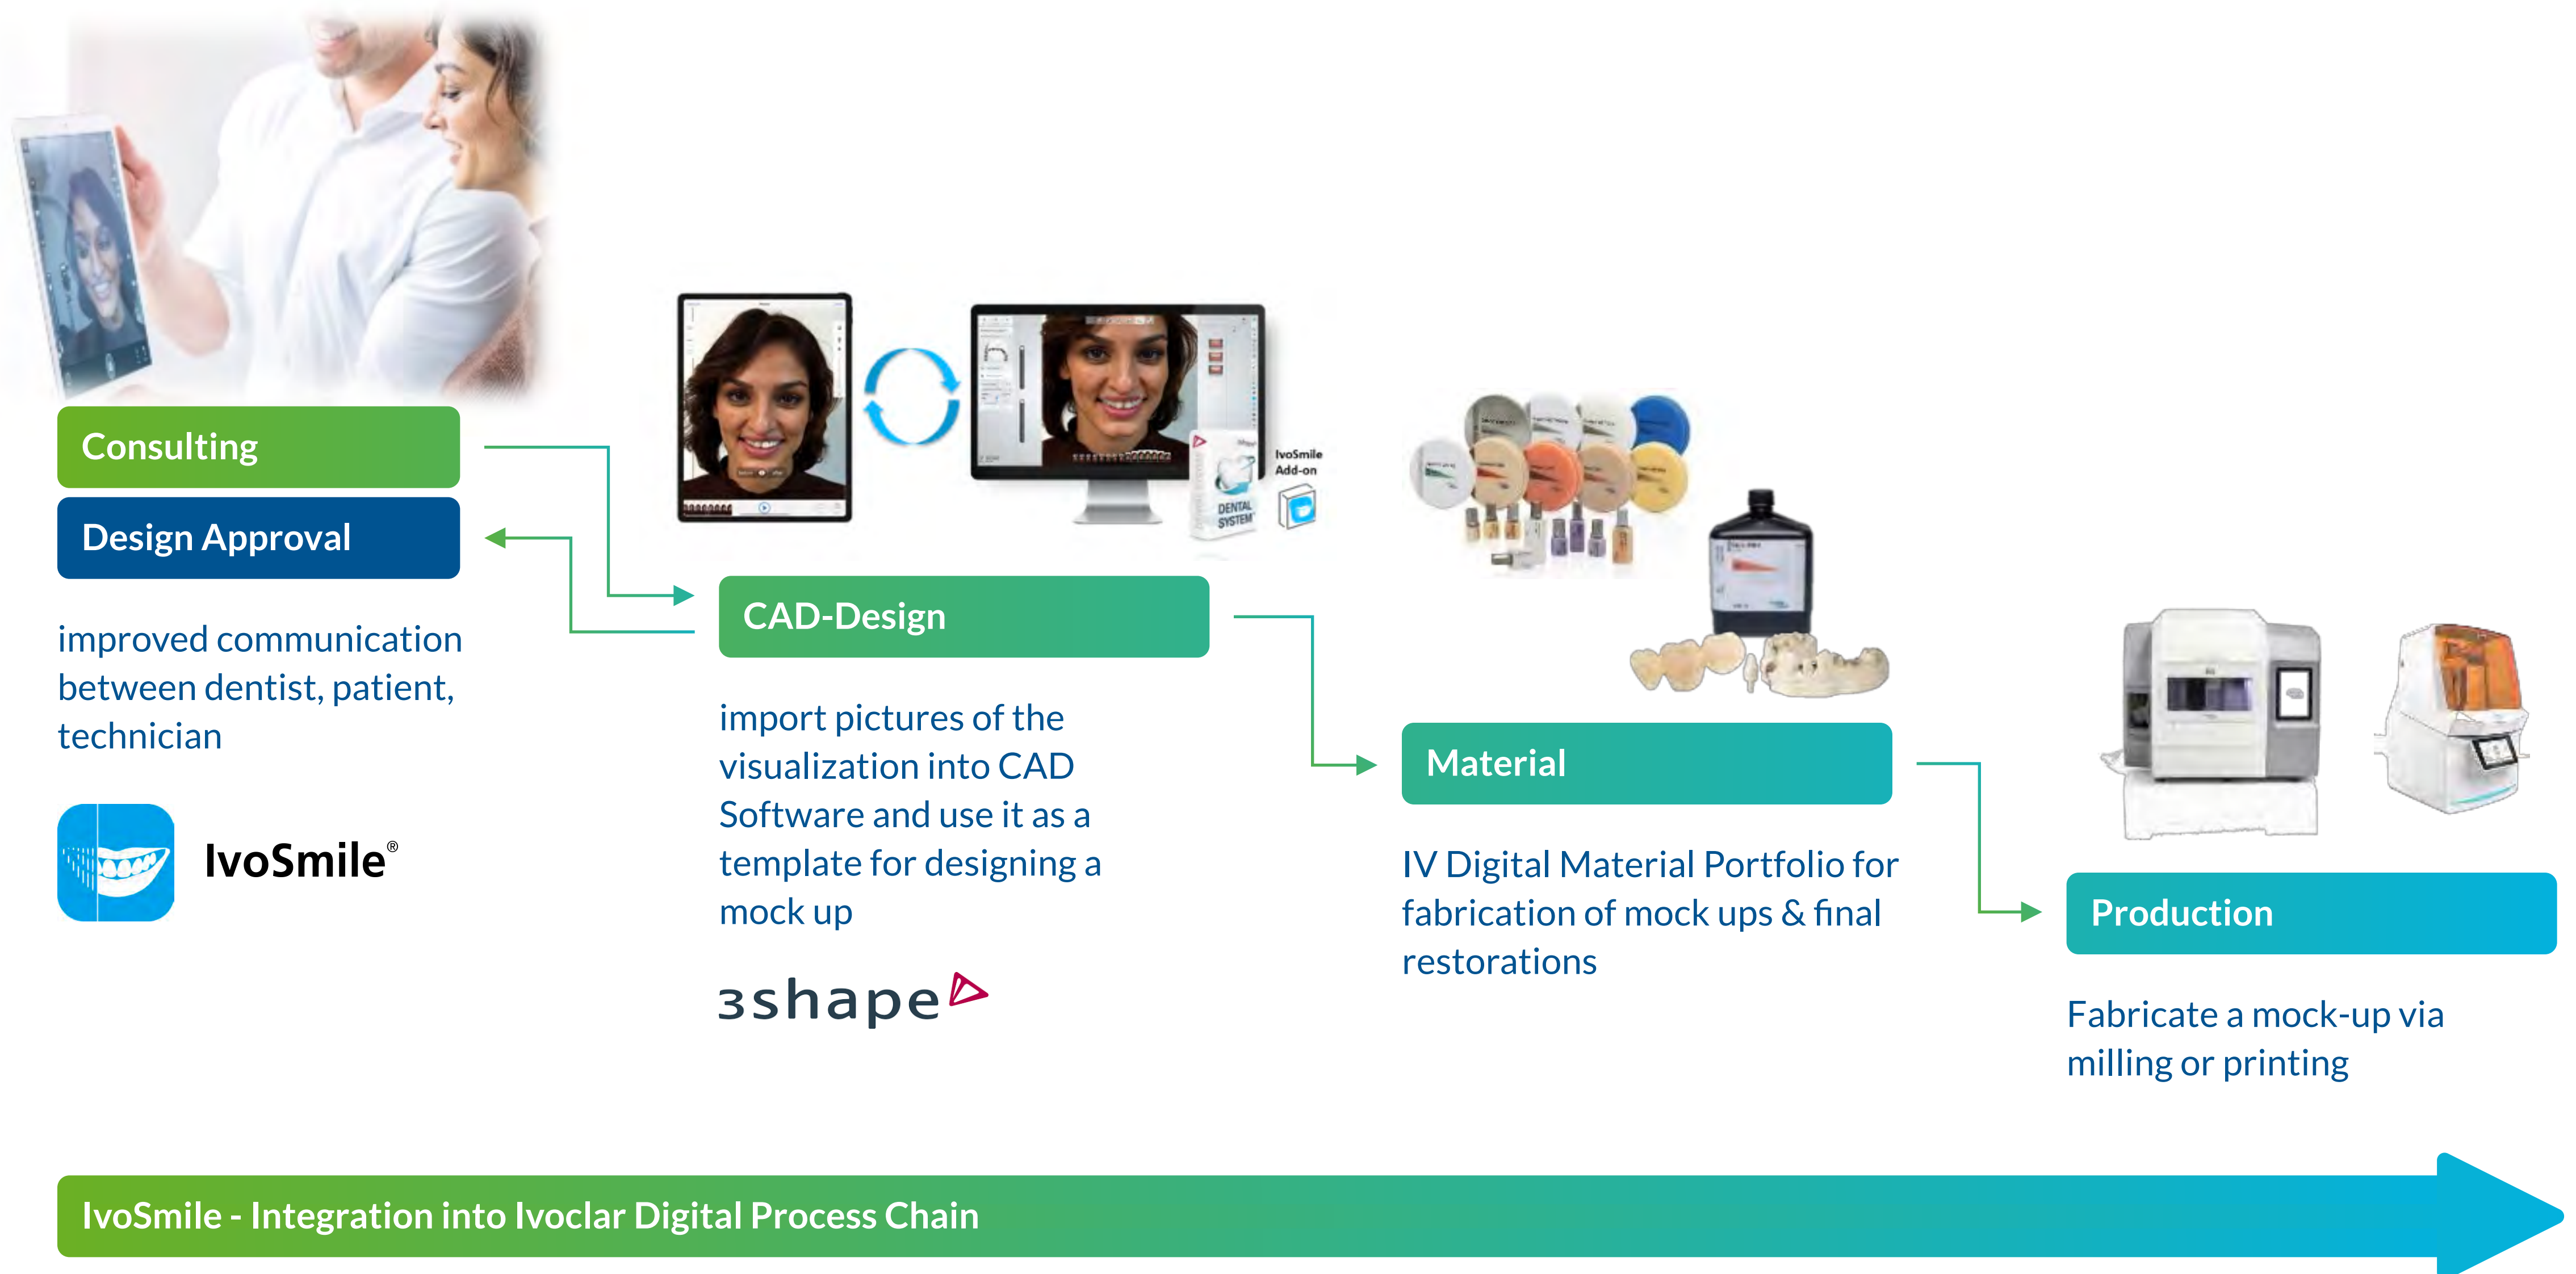 Consulting
Design Approval
improved communication
between dentist, patient,
technician
IvoSmile®
IvoSmile
Add-on
DENTAL
SYSTEM
CAD-Design
import pictures of the
visualization into CAD
Software and use it as a
template for designing a
mock up
3shape
Material
IV Digital Material Portfolio for
fabrication of mock ups & final
restorations
Production
Fabricate a mock-up via
milling or printing
IvoSmile - Integration into Ivoclar Digital Process Chain